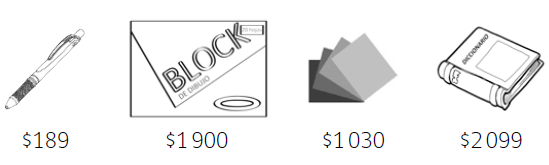 BLOCK
DE DIBUJO
DICCIONARIO
$189
$1 900
$1 030
$2 099